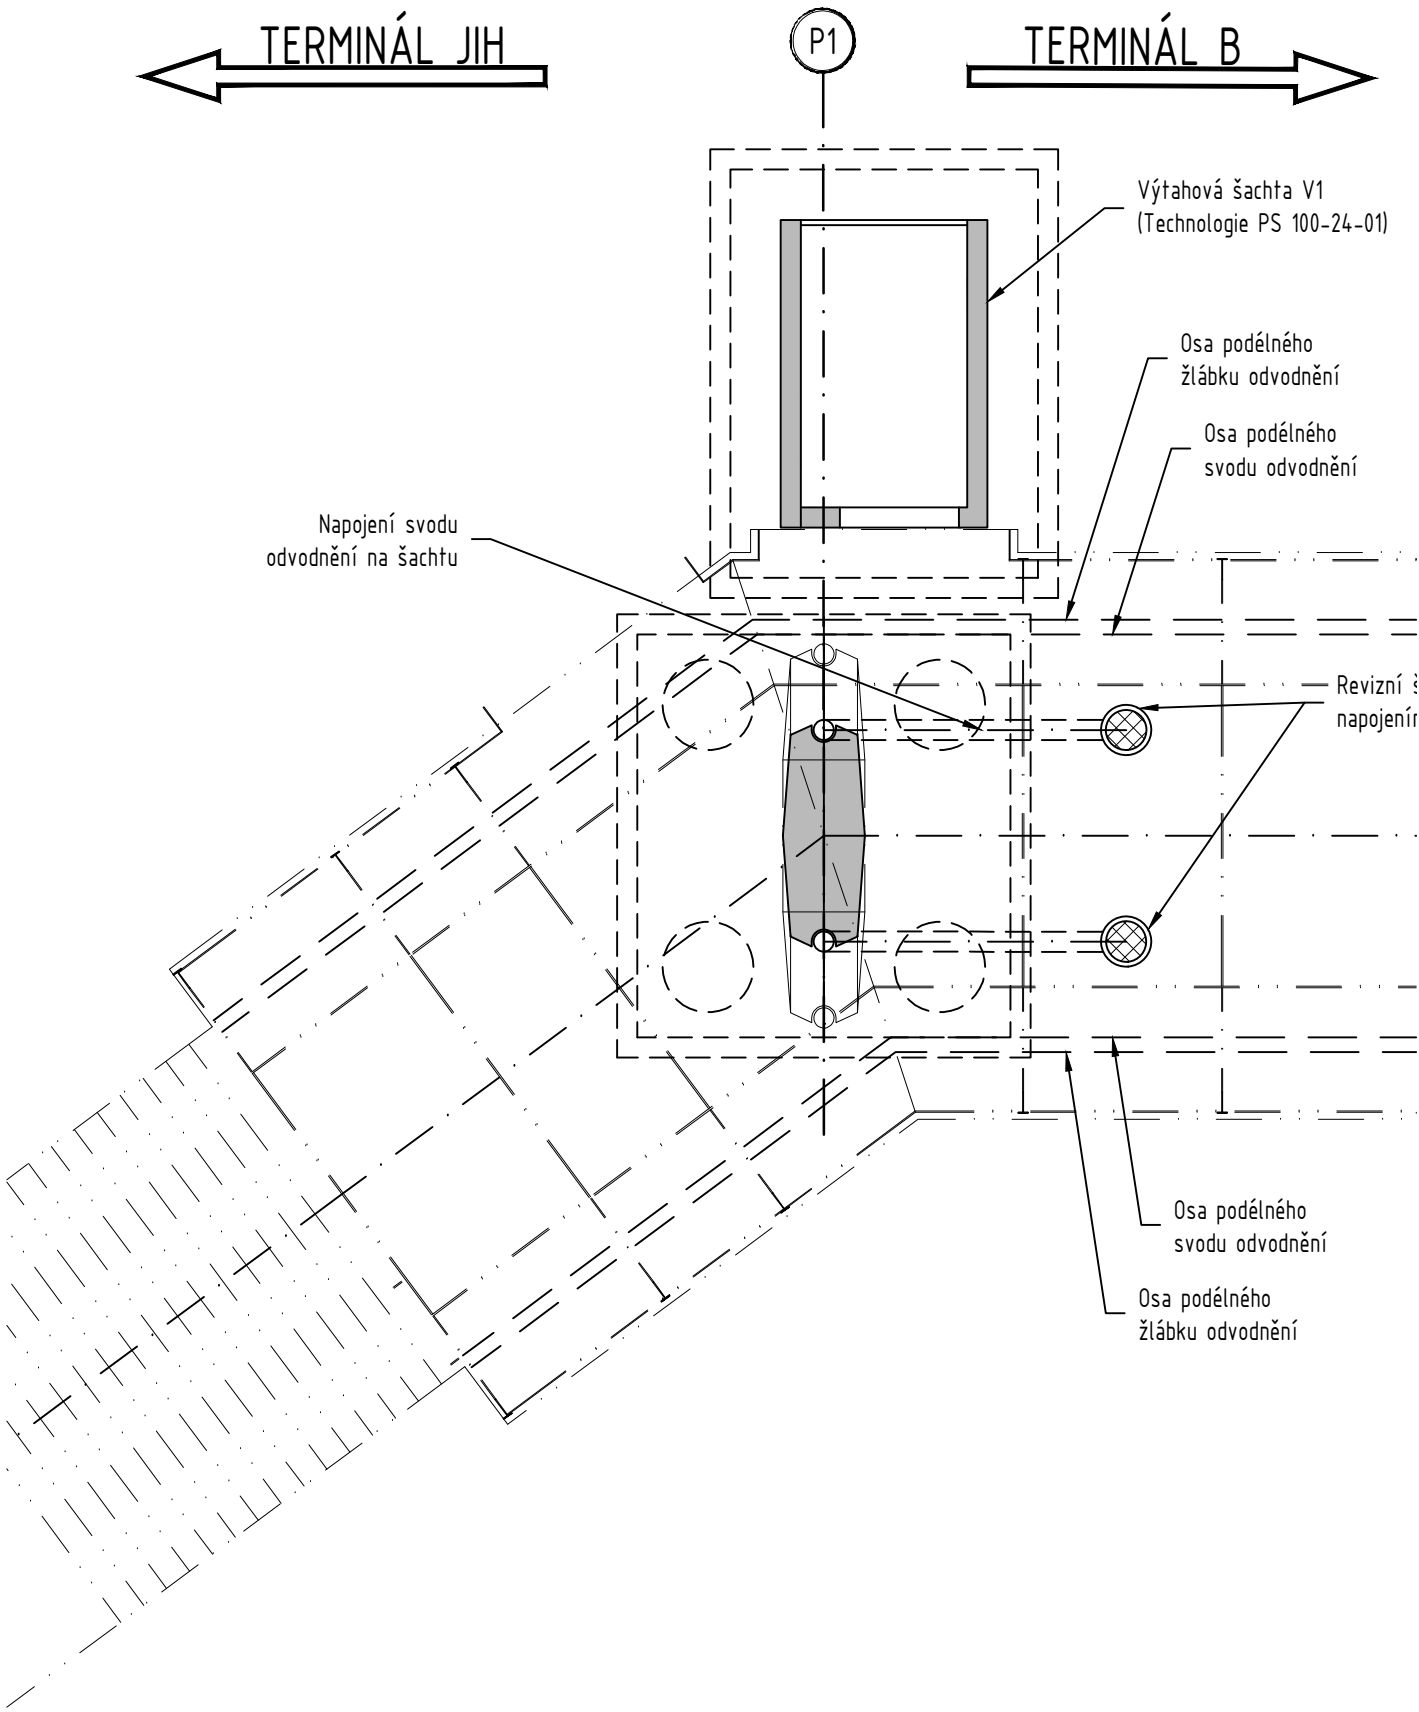 TERMINÁL JIH
P1
TERMINÁL B
Výtahová šachta V1
(Technologie PS 100-24-01)
Osa podélného
žlábku odvodnění
Osa podélného
svodu odvodnění
Napojení svodu
odvodnění na šachtu
Revizní
Osa podélného
svodu odvodnění
Osa podélného
žlábku odvodnění